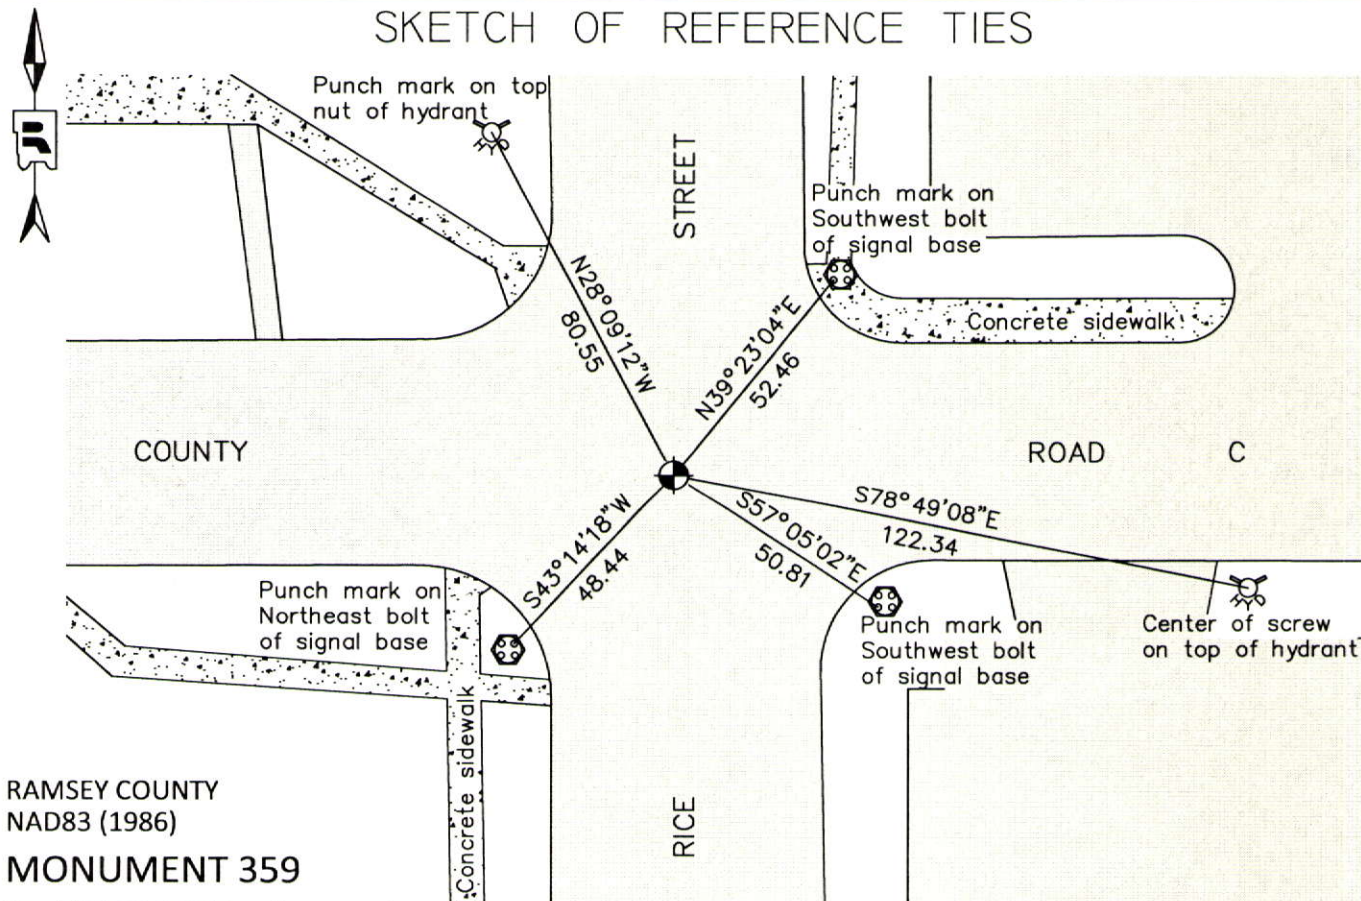 SKETCH OF REFERENCE TIES
Punch mark on top
nut of hydrant
HYD
STREET
Punch mark on
Southwest bolt
of signal base
N28°09'12"W
80.55
N39°23'04"E
52.46
Concrete sidewalk
COUNTY
ROAD C
S78°49'08"E
122.34
S57°05'02"E
50.81
S43°14'18"W
48.44
Punch mark on
Northeast bolt
of signal base
Punch mark on
Southwest bolt
of signal base
HYD
Center of screw
on top of hydrant
Concrete sidewalk
RICE
RAMSEY COUNTY
NAD83 (1986)
MONUMENT 359